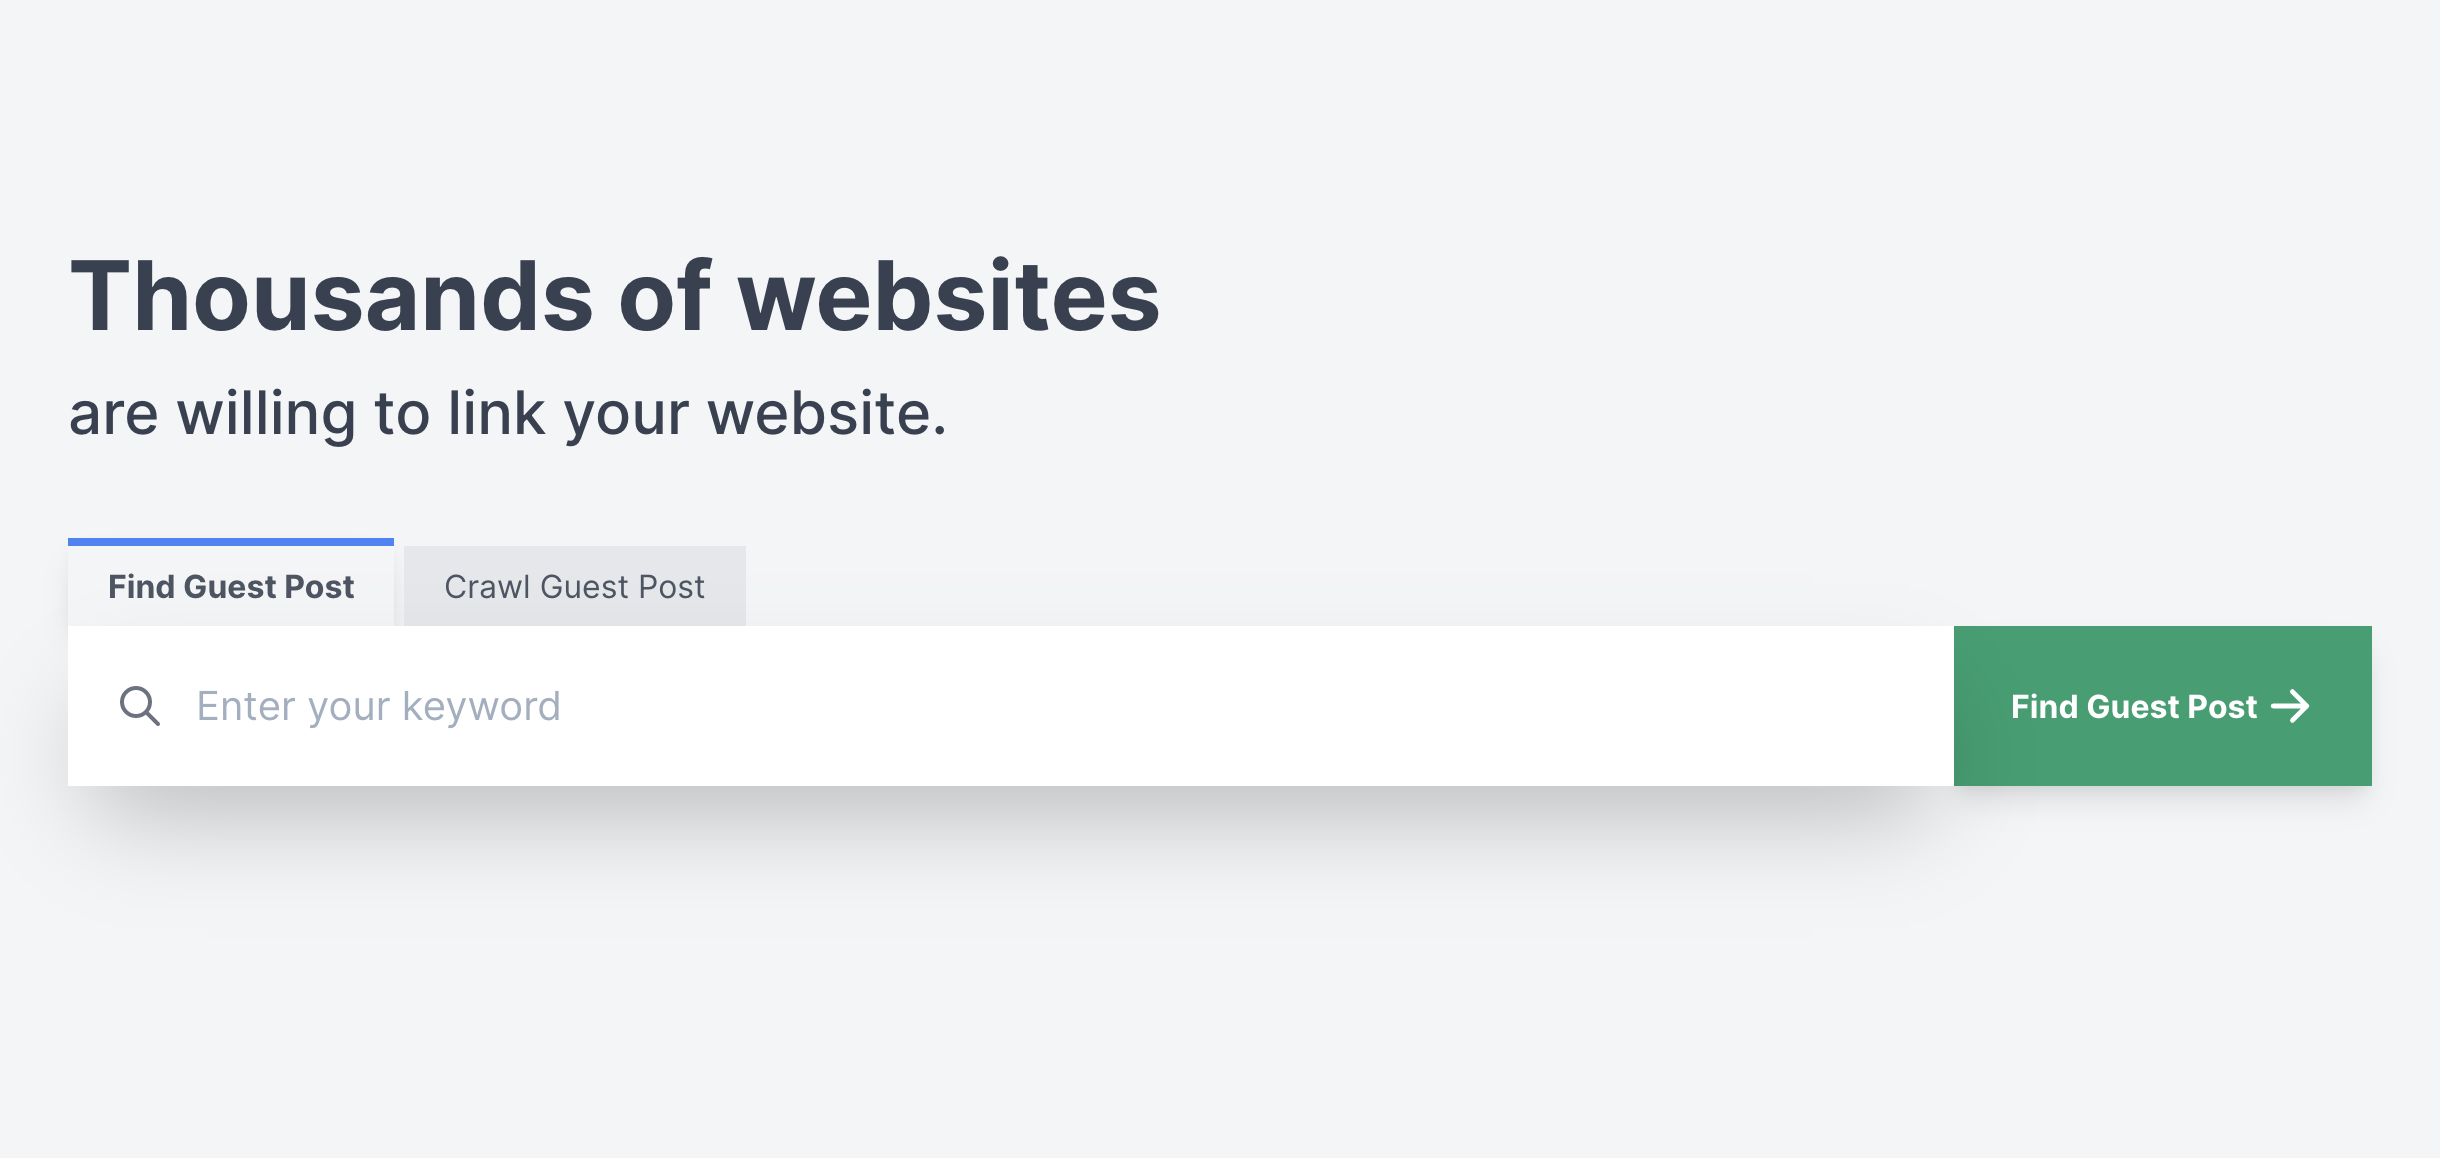 Thousands of websites
are willing to link your website.
Find Guest Post
Crawl Guest Post
Enter your keyword
Find Guest Post